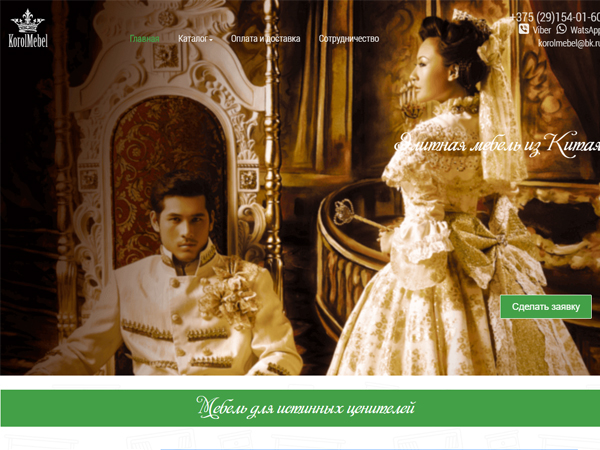 KorolMebel
Главная Каталог Оплата и доставка Сотрудничество
+375 (29)154-01-60
Viber WatsApp
korolmebel@bk.ru
Элитная мебель из Китая
Сделать заявку
Мебель для истинных ценителей